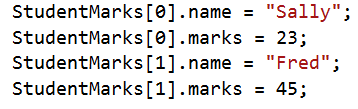 StudentMarks[0].name = "Sally";
StudentMarks[0].marks = 23;
StudentMarks[1].name = "Fred";
StudentMarks[1].marks = 45;